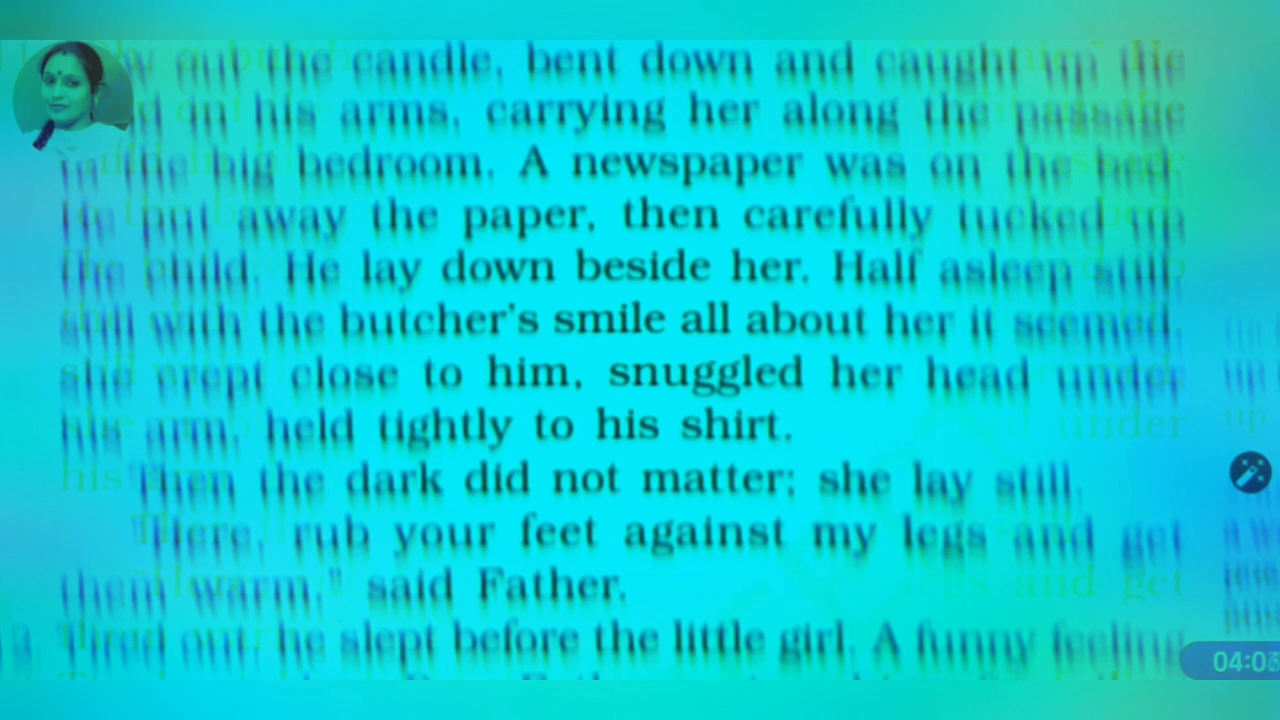 out the candle, bent down and caught up the
on his arms, carrying her along the passage
the big bedroom. A newspaper was on the bed.
He put away the paper, then carefully tucked up
the child. He lay down beside her. Half asleep still,
still with the butcher's smile all about her it seemed,
she crept close to him, snuggled her head under
his arm, held tightly to his shirt.
Then the dark did not matter; she lay still.
"Here, rub your feet against my legs and get
them warm," said Father.
Tired out, he slept before the little girl. A funny feeling
04:0